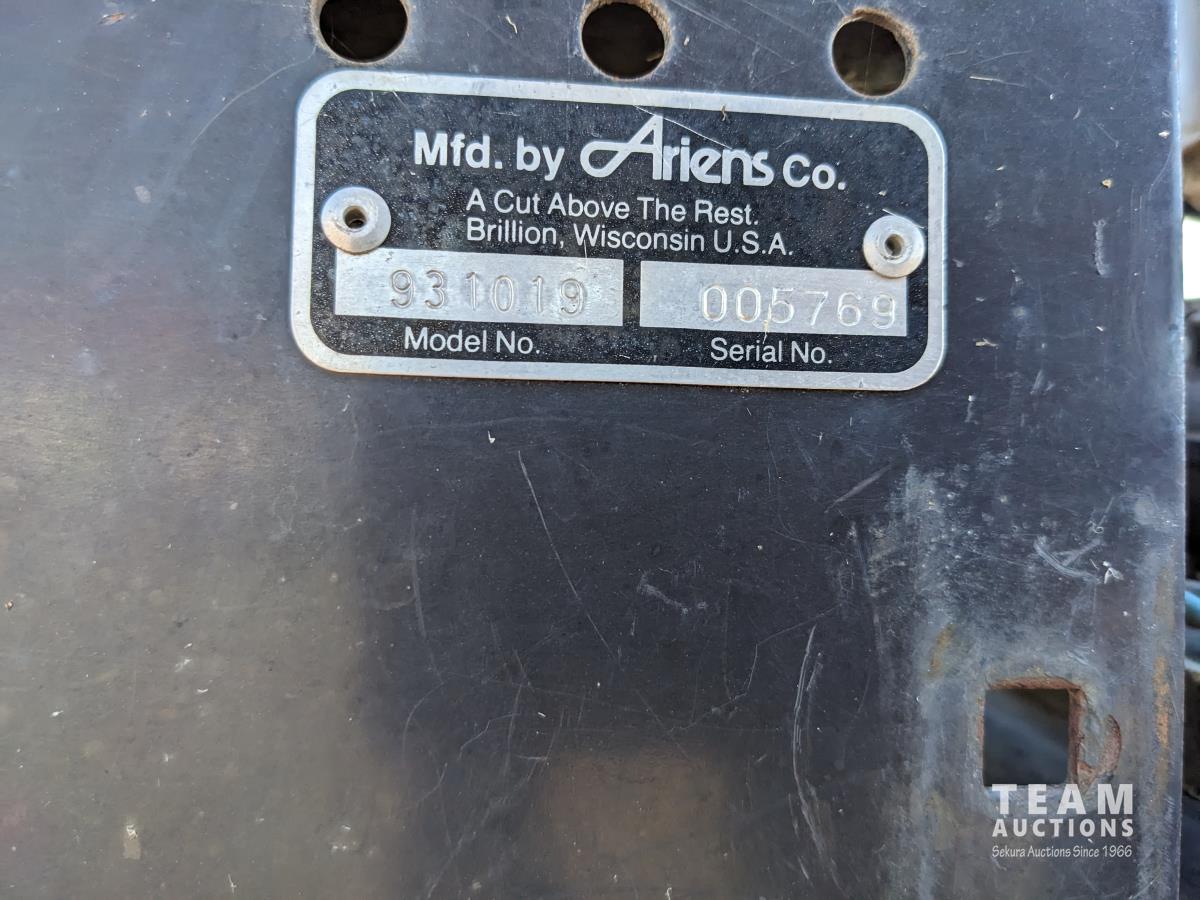 Mfd. by Ariens Co.
A Cut Above The Rest.
Brillion, Wisconsin U.S.A.
931019 005769
Model No. Serial No.
TEAM
AUCTIONS
Sekura Auctions Since 1966